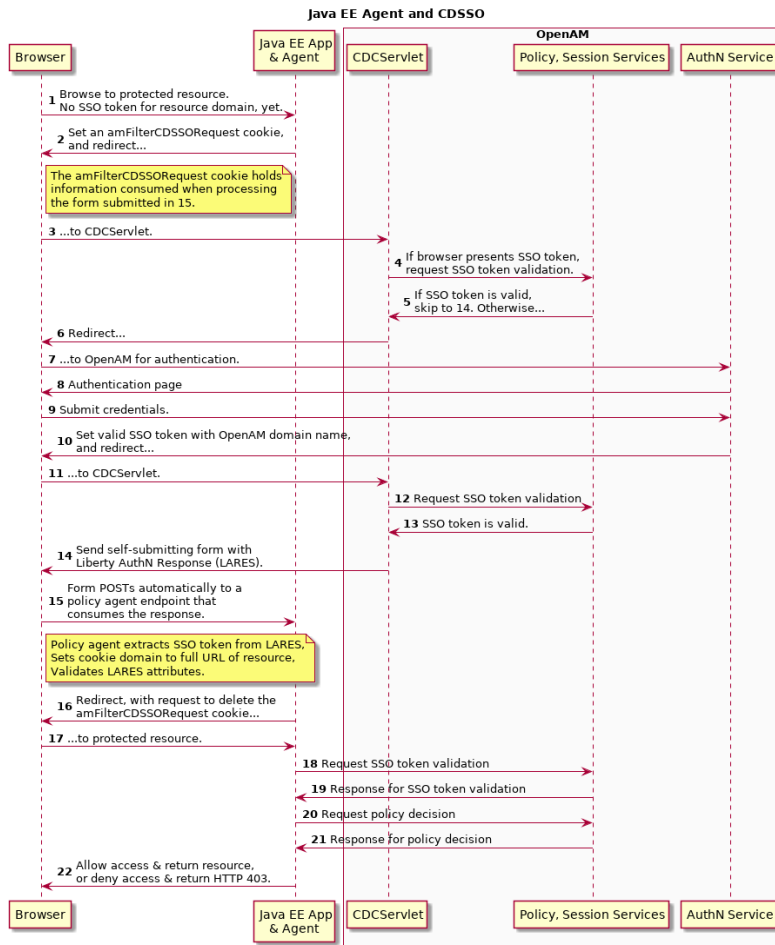 Java EE Agent and CDSSO
OpenAM
Browser
Java EE App
& Agent
CDCServlet
Policy, Session Services
AuthN Service
1 Browse to protected resource.
No SSO token for resource domain, yet.
2 Set an amFilterCDSSORequest cookie,
and redirect...
The amFilterCDSSORequest cookie holds
information consumed when processing
the form submitted in 15.
3 ...to CDCServlet.
4 If browser presents SSO token,
request SSO token validation.
5 If SSO token is valid,
skip to 14. Otherwise...
6 Redirect...
7 ...to OpenAM for authentication.
8 Authentication page
9 Submit credentials.
10 Set valid SSO token with OpenAM domain name,
and redirect...
11 ...to CDCServlet.
12 Request SSO token validation
13 SSO token is valid.
14 Send self-submitting form with
Liberty AuthN Response (LARES).
15 Form POSTs automatically to a
policy agent endpoint that
consumes the response.
Policy agent extracts SSO token from LARES,
Sets cookie domain to full URL of resource,
Validates LARES attributes.
16 Redirect, with request to delete the
amFilterCDSSORequest cookie...
17 ...to protected resource.
18 Request SSO token validation
19 Response for SSO token validation
20 Request policy decision
21 Response for policy decision
22 Allow access & return resource,
or deny access & return HTTP 403.
Browser
Java EE App
& Agent
CDCServlet
Policy, Session Services
AuthN Service